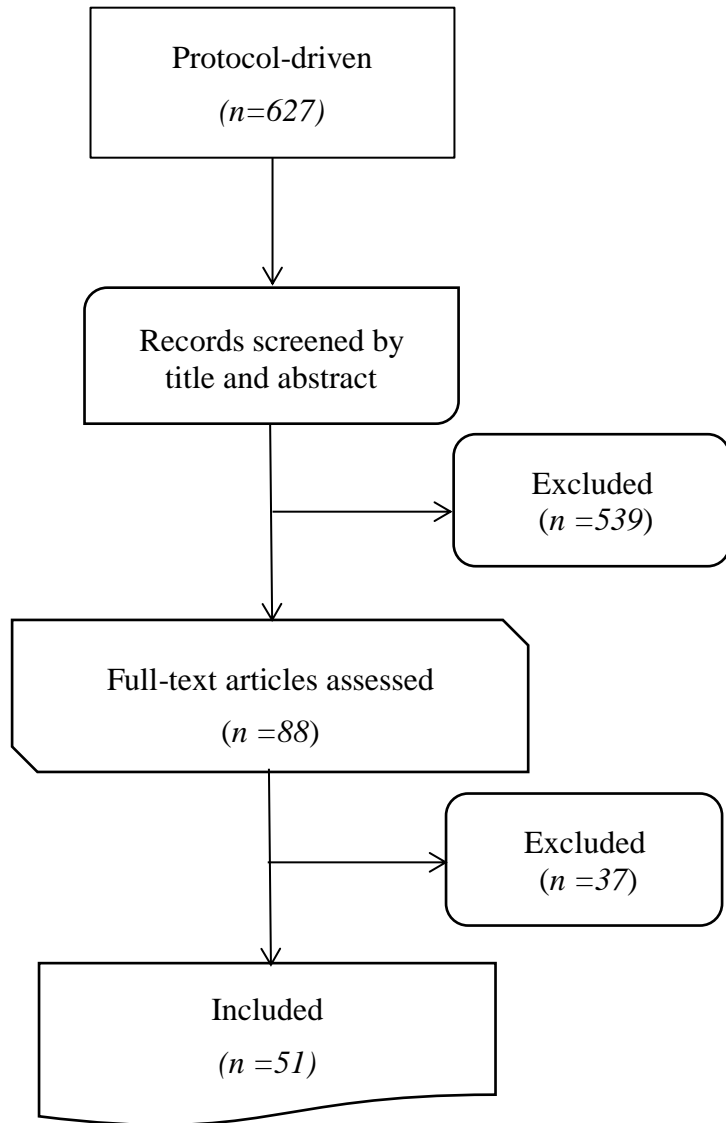 Protocol-driven
(n=627)
Records screened by
title and abstract
Excluded
(n =539)
Full-text articles assessed
(n =88)
Excluded
(n =37)
Included
(n =51)